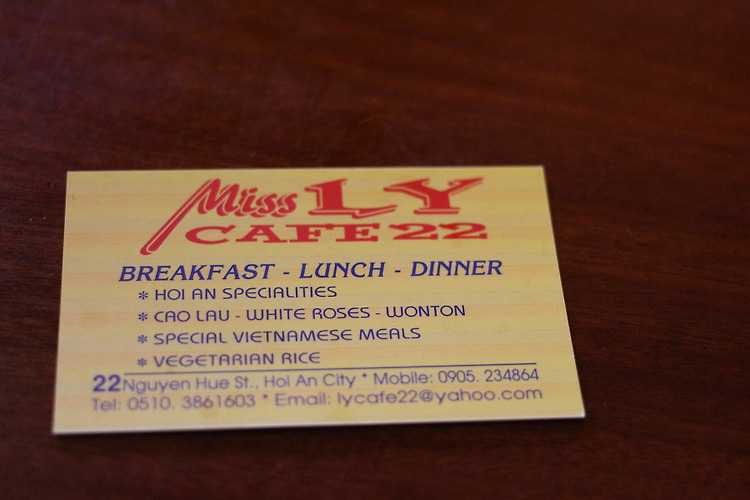 Miss LY
CAFE 22
BREAKFAST - LUNCH - DINNER
* HOI AN SPECIALITIES
* CAO LAU - WHITE ROSES - WONTON
* SPECIAL VIETNAMESE MEALS
* VEGETARIAN RICE
22 Nguyen Hue St., Hoi An City * Mobile: 0905. 234864
Tel: 0510. 3861603 * Email: lycafe22@yahoo.com